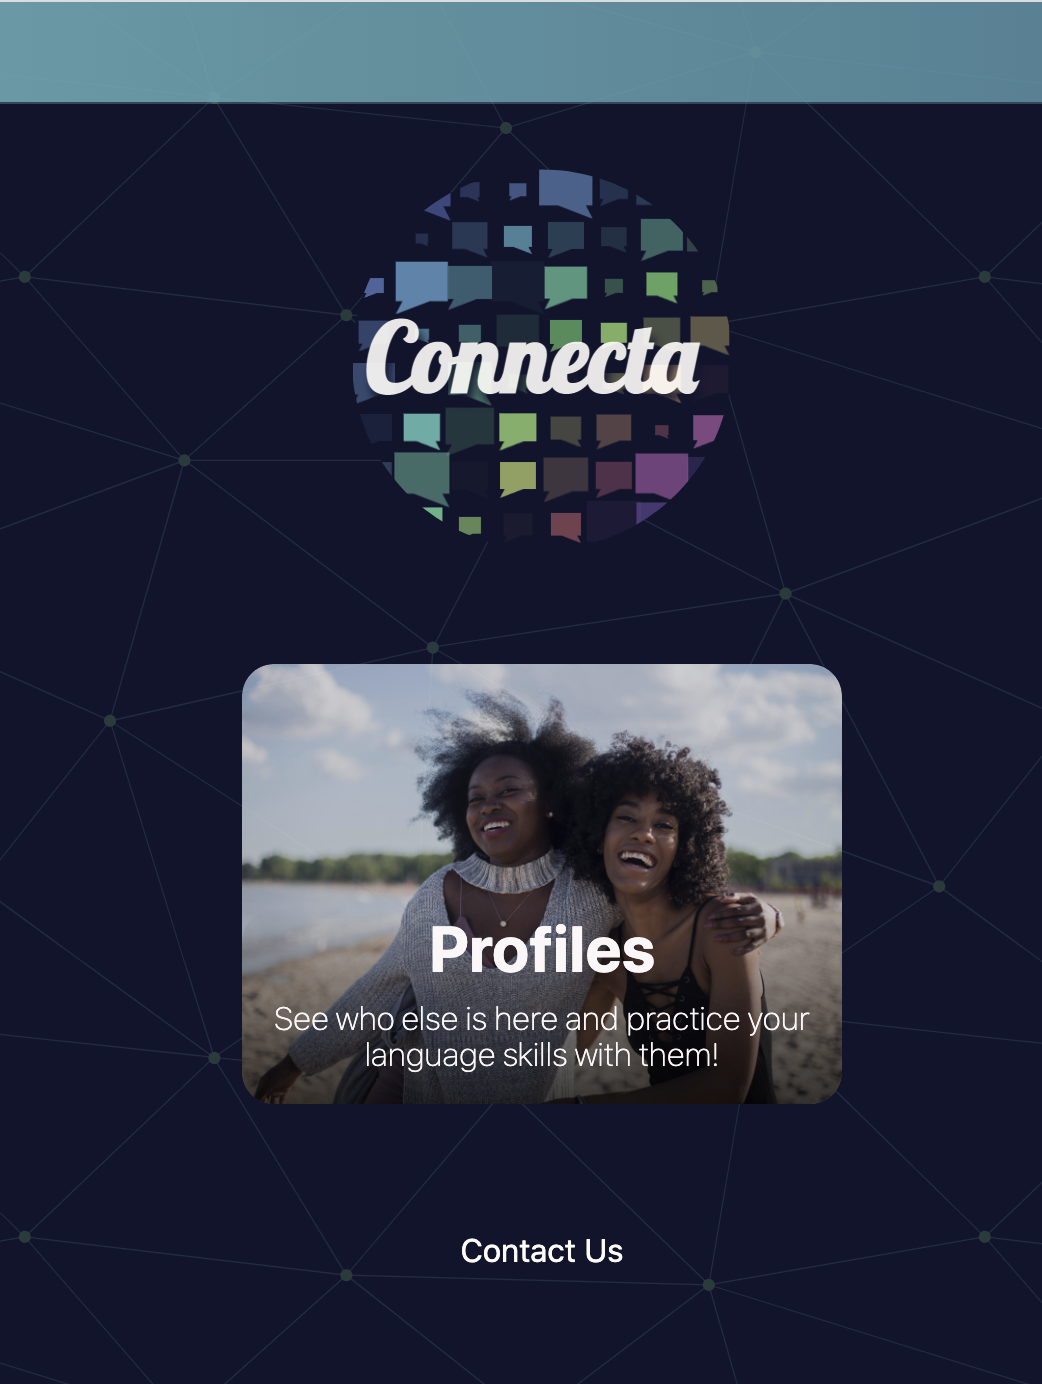 Connecta
Profiles
See who else is here and practice your
language skills with them!
Contact Us